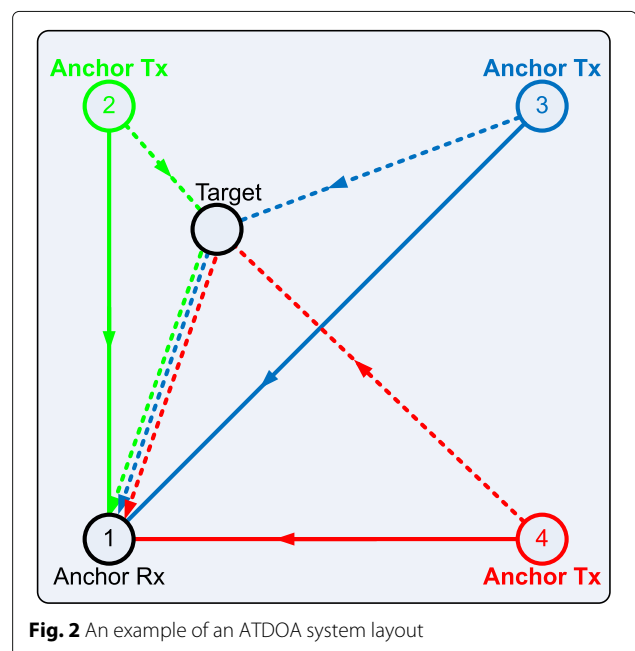 Anchor Tx
Anchor Tx
2
3
Target
1
4
Anchor Rx
Anchor Tx
Fig. 2 An example of an ATDOA system layout